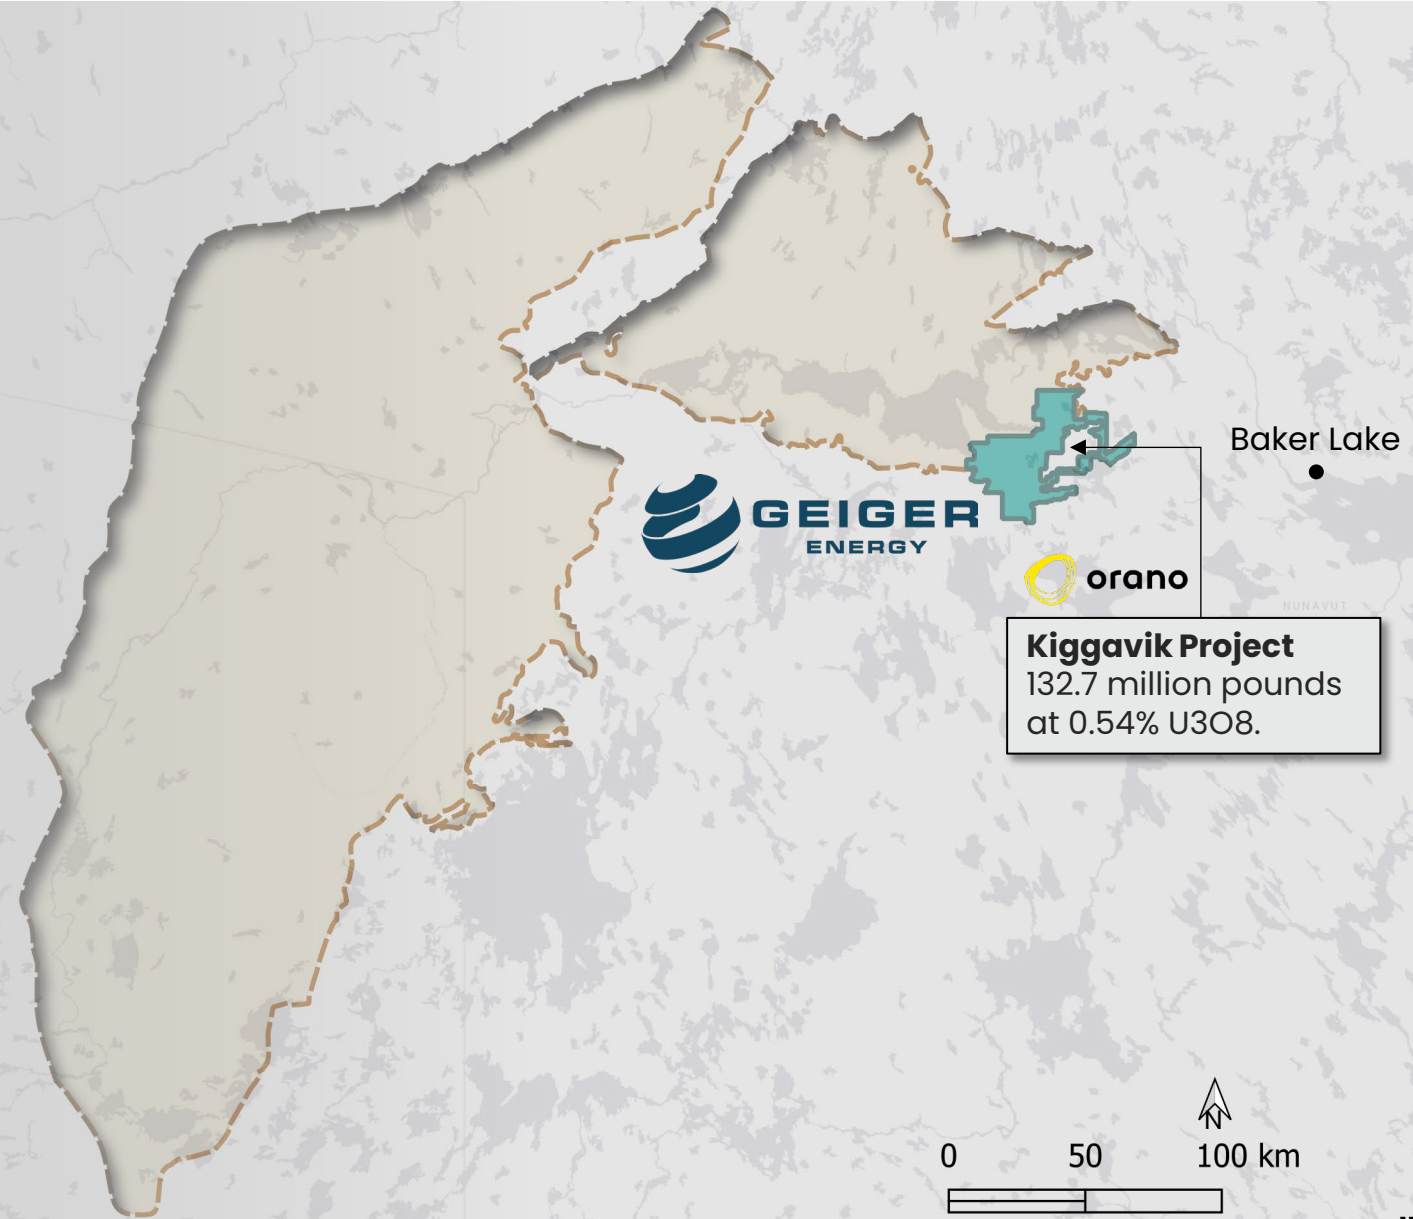 Baker Lake
GEIGER
ENERGY
orano
NUNAVUT
Kiggavik Project
132.7 million pounds
at 0.54% U3O8.
N
0 50 100 km